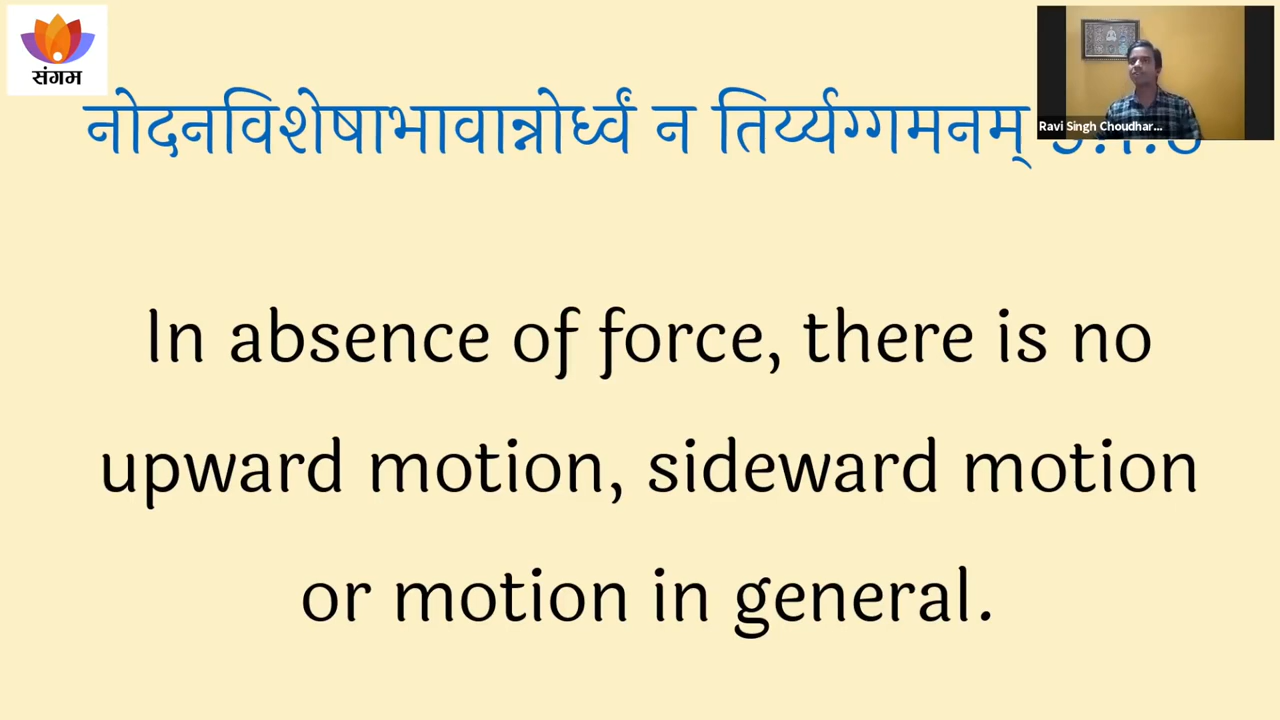 संगम
नोदनविशेषाभावान्नोर्ध्वं न तिर्य्यग्गमनम्
Ravi Singh Choudhar...
In absence of force, there is no
upward motion, sideward motion
or motion in general.